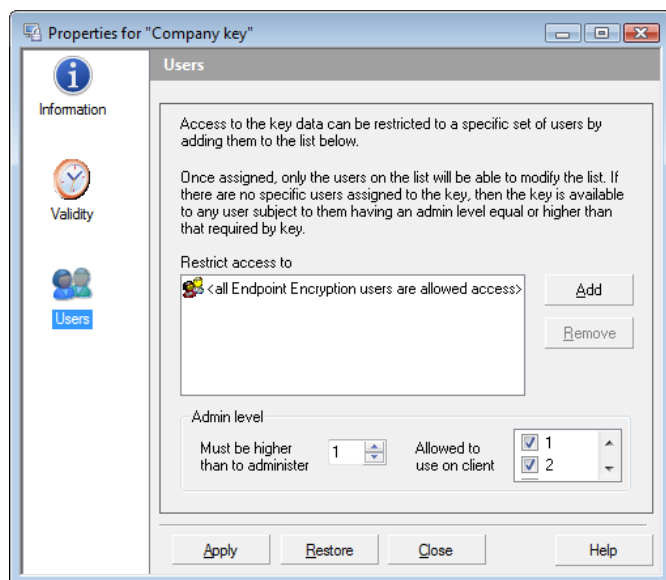 Properties for "Company key"
Users
Information
Validity
Users
Access to the key data can be restricted to a specific set of users by
adding them to the list below.
Once assigned, only the users on the list will be able to modify the list. If
there are no specific users assigned to the key, then the key is available
to any user subject to them having an admin level equal or higher than
that required by key.
Restrict access to
<all Endpoint Encryption users are allowed access>
Add
Remove
Admin level
Must be higher
than to administer
1
Allowed to
use on client
1
2
Apply
Restore
Close
Help